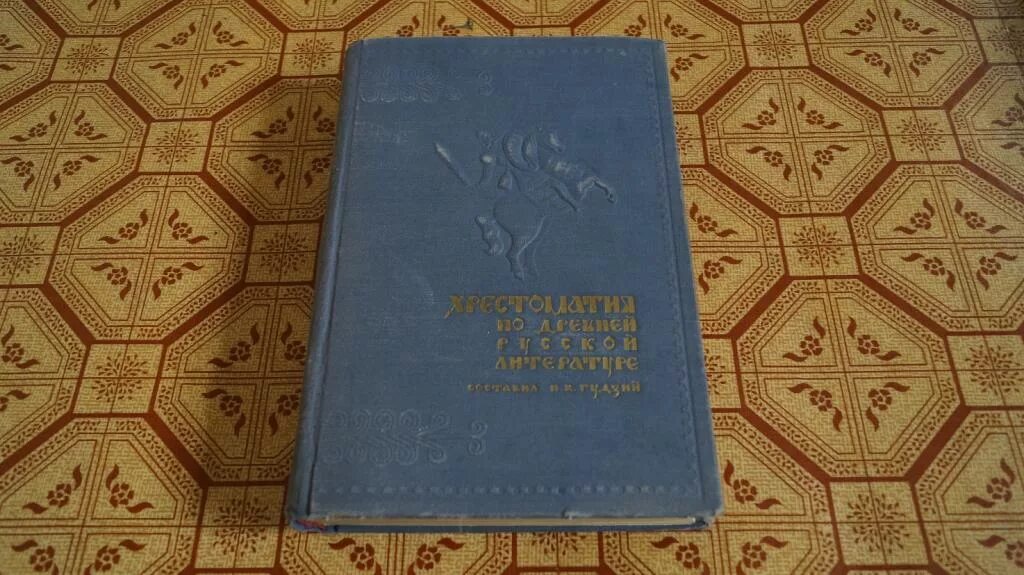 ХРЕСТОМАТИЯ
ПО ДРЕВНЕЙ
РУССКОЙ
ЛИТЕРАТУРЕ
СОСТАВИЛ Н.К.ГУДЗИЙ